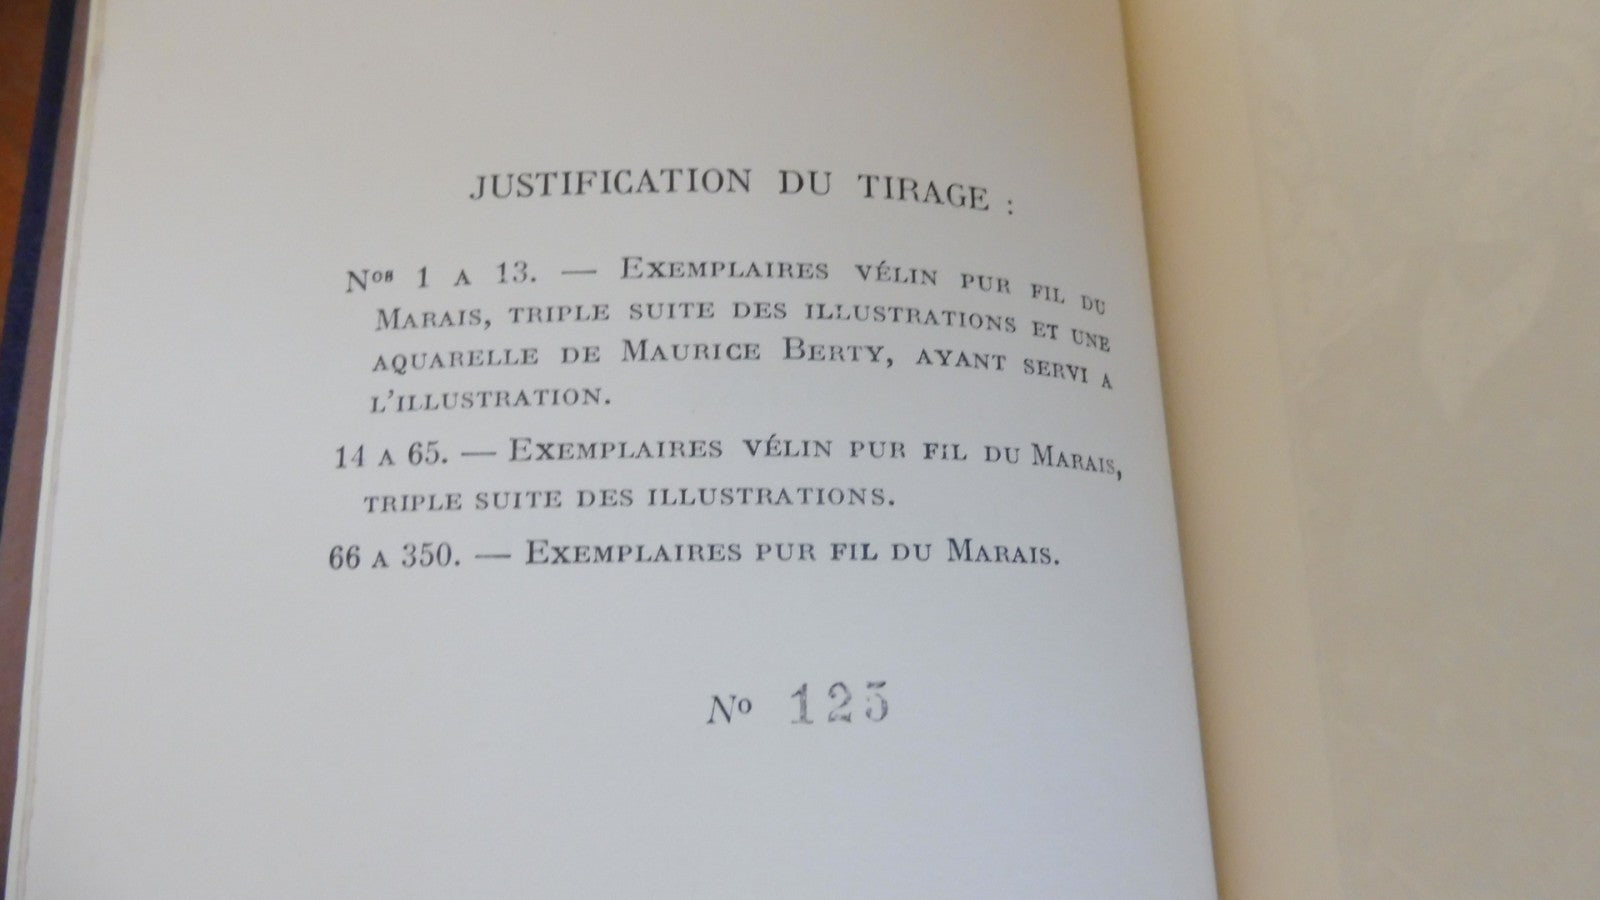 JUSTIFICATION DU TIRAGE :
Nos 1 A 13. — EXEMPLAIRES VÉLIN PUR FIL DU
MARAIS, TRIPLE SUITE DES ILLUSTRATIONS ET UNE
AQUARELLE DE MAURICE BERTY, AYANT SERVI A
L'ILLUSTRATION.
14 A 65. — EXEMPLAIRES VÉLIN PUR FIL DU MARAIS,
TRIPLE SUITE DES ILLUSTRATIONS.
66 A 350. — EXEMPLAIRES PUR FIL DU MARAIS.
No 125